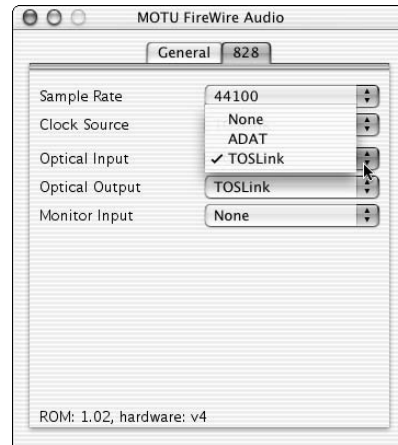 MOTU FireWire Audio
General 828
Sample Rate 44100
Clock Source None
ADAT
Optical Input ✓ TOSLink
Optical Output TOSLink
Monitor Input None
ROM: 1.02, hardware: v4